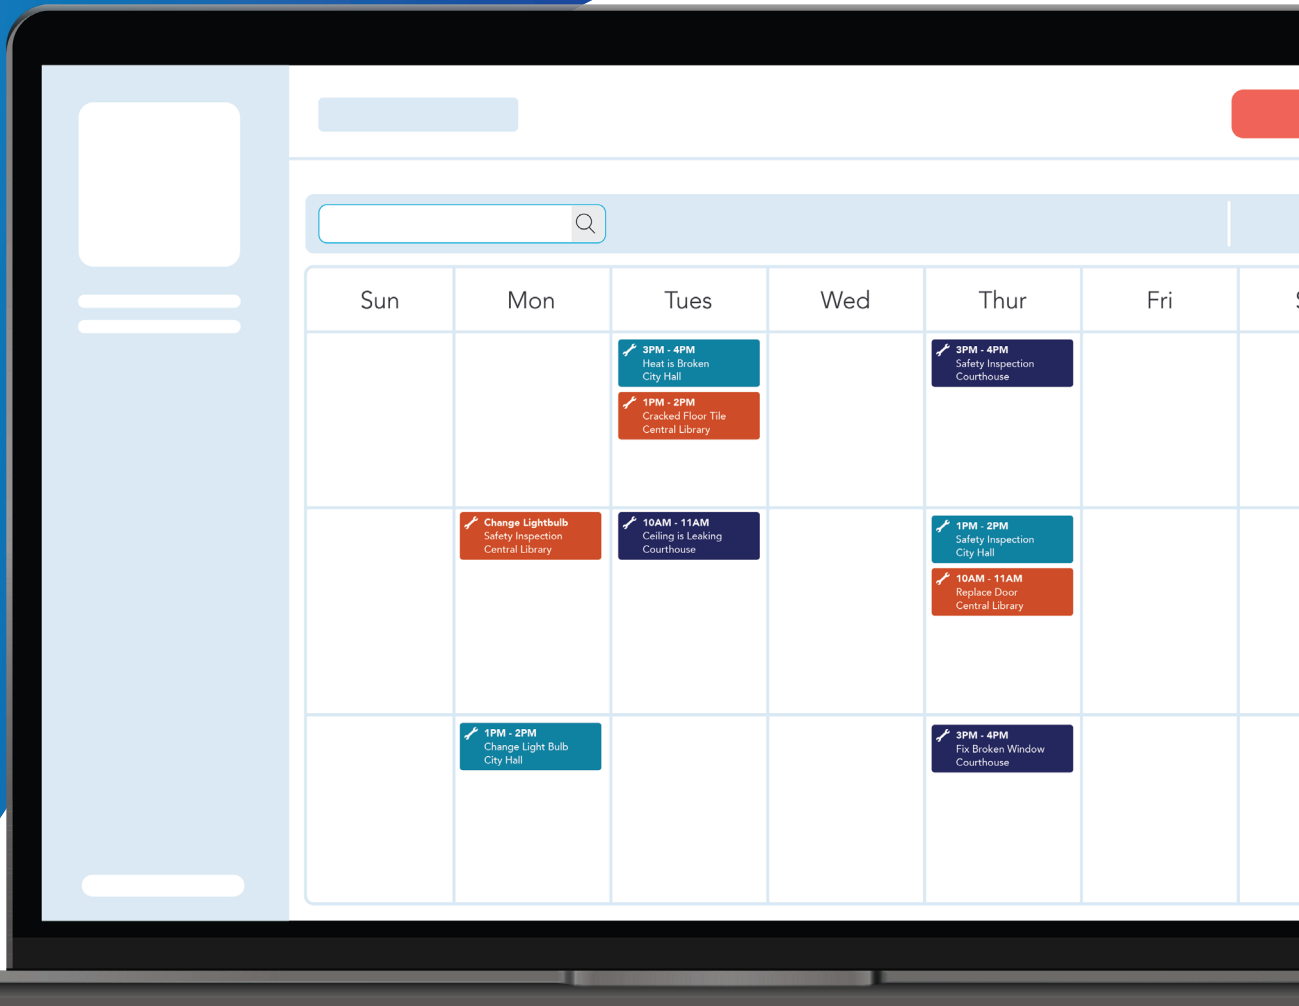 Sun Mon Tues Wed Thur Fri
3PM - 4PM
Heat is Broken
City Hall
1PM - 2PM
Cracked Floor Tile
Central Library
3PM - 4PM
Safety Inspection
Courthouse
Change Lightbulb
Safety Inspection
Central Library
10AM - 11AM
Ceiling is Leaking
Courthouse
1PM - 2PM
Safety Inspection
City Hall
10AM - 11AM
Replace Door
Central Library
1PM - 2PM
Change Light Bulb
City Hall
3PM - 4PM
Fix Broken Window
Courthouse